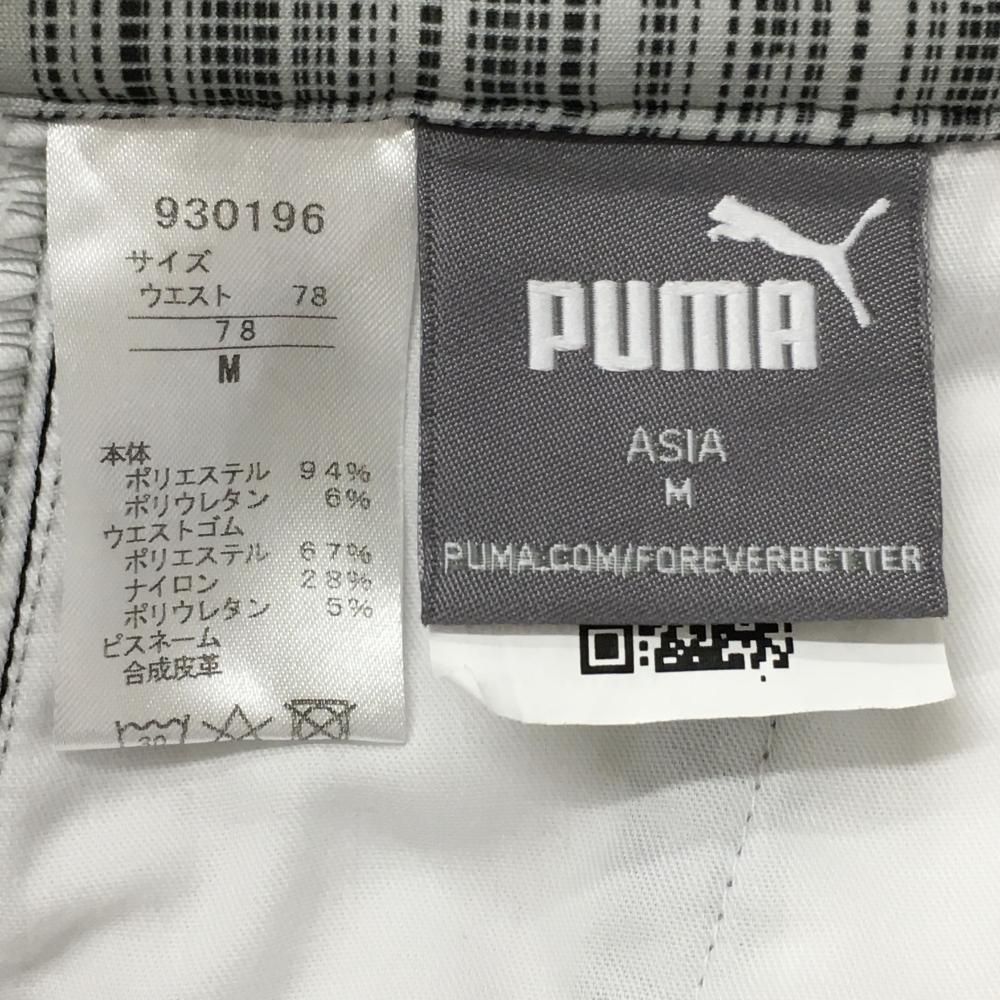 930196
サイズ
ウエスト 78
78
M
本体
ポリエステル 94%
ポリウレタン 6%
ウエストゴム
ポリエステル 67%
ナイロン 28%
ポリウレタン 5%
ピスネーム
合成皮革
30
PUMA
ASIA
M
PUMA.COM/FOREVERBETTER